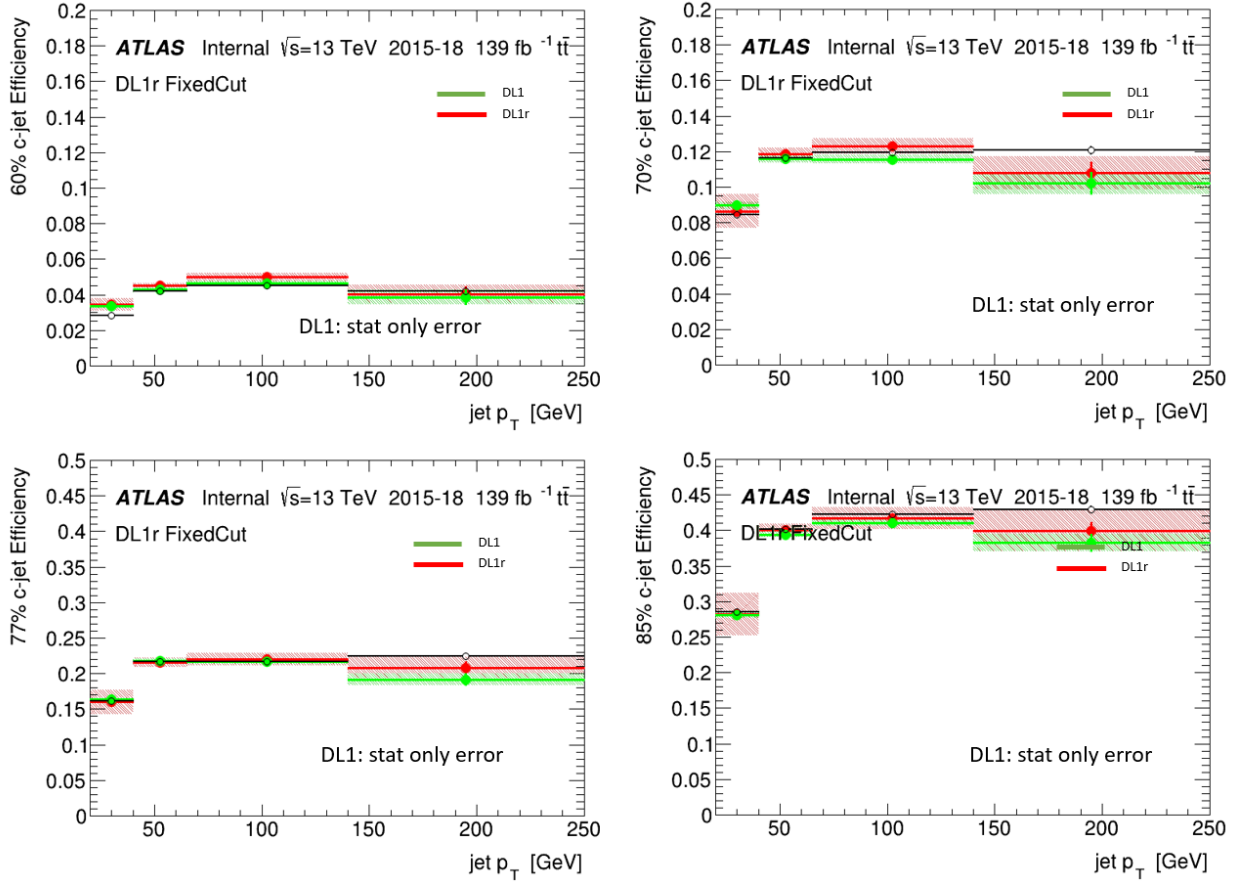 60% c-jet Efficiency
0.2
0.18
0.16
0.14
0.12
0.1
0.08
0.06
0.04
0.02
0
ATLAS Internal √s=13 TeV 2015-18 139 fb -1 tt̄
DL1r FixedCut
DL1
DL1r
DL1: stat only error
50 100 150 200 250
jet p_T [GeV]
70% c-jet Efficiency
0.2
0.18
0.16
0.14
0.12
0.1
0.08
0.06
0.04
0.02
0
ATLAS Internal √s=13 TeV 2015-18 139 fb -1 tt̄
DL1r FixedCut
DL1
DL1r
DL1: stat only error
50 100 150 200 250
jet p_T [GeV]
77% c-jet Efficiency
0.5
0.45
0.4
0.35
0.3
0.25
0.2
0.15
0.1
0.05
0
ATLAS Internal √s=13 TeV 2015-18 139 fb -1 tt̄
DL1r FixedCut
DL1
DL1r
DL1: stat only error
50 100 150 200 250
jet p_T [GeV]
85% c-jet Efficiency
0.5
0.45
0.4
0.35
0.3
0.25
0.2
0.15
0.1
0.05
0
ATLAS Internal √s=13 TeV 2015-18 139 fb -1 tt̄
DL1r FixedCut
DL1
DL1r
DL1: stat only error
50 100 150 200 250
jet p_T [GeV]